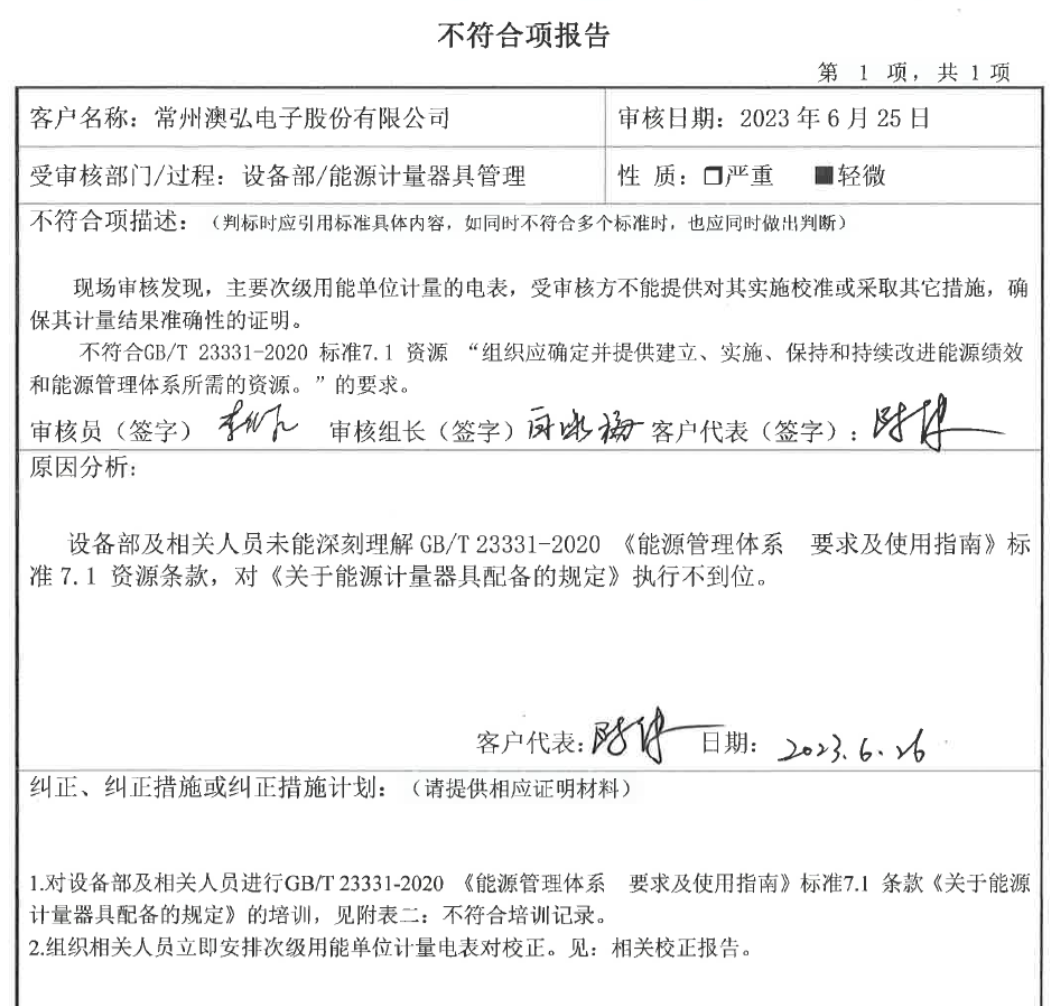 不符合项报告
第 1 项，共 1 项
客户名称：常州澳弘电子股份有限公司
审核日期：2023 年 6 月 25 日
受审核部门/过程：设备部/能源计量器具管理
性 质：□严重 ■轻微
不符合项描述：（判标时应引用标准具体内容，如同时不符合多个标准时，也应同时做出判断）
现场审核发现，主要次级用能单位计量的电表，受审核方不能提供对其实施校准或采取其它措施，确
保其计量结果准确性的证明。
不符合GB/T 23331-2020 标准7.1 资源 “组织应确定并提供建立、实施、保持和持续改进能源绩效
和能源管理体系所需的资源。”的要求。
审核员（签字） 审核组长（签字） 客户代表（签字）：
原因分析：
设备部及相关人员未能深刻理解 GB/T 23331-2020 《能源管理体系 要求及使用指南》标
准 7.1 资源条款，对《关于能源计量器具配备的规定》执行不到位。
客户代表： 日期： 2023.6.26
纠正、纠正措施或纠正措施计划：（请提供相应证明材料）
1.对设备部及相关人员进行GB/T 23331-2020 《能源管理体系 要求及使用指南》标准7.1 条款《关于能源
计量器具配备的规定》的培训，见附表二：不符合培训记录。
2.组织相关人员立即安排次级用能单位计量电表对校正。见：相关校正报告。